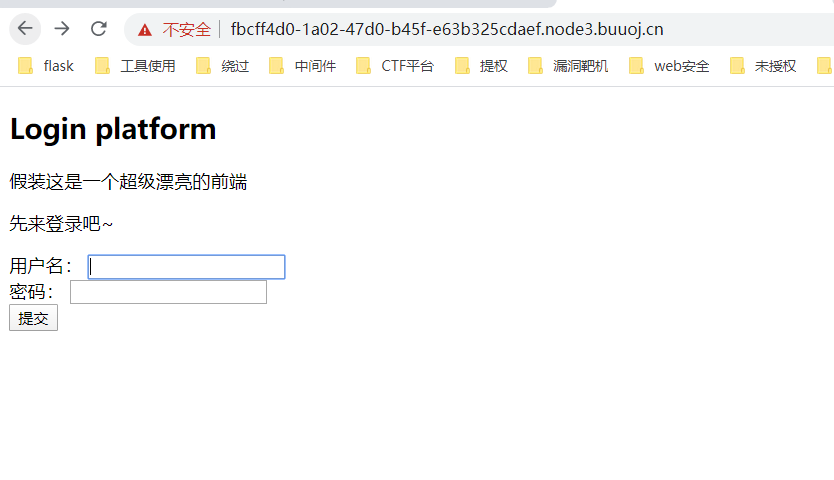 不安全 fbcff4d0-1a02-47d0-b45f-e63b325cdaef.node3.buuoj.cn
flask 工具使用 绕过 中间件 CTF平台 提权 漏洞靶机 web安全 未授权
Login platform
假装这是一个超级漂亮的前端
先来登录吧~
用户名：
密码：
提交